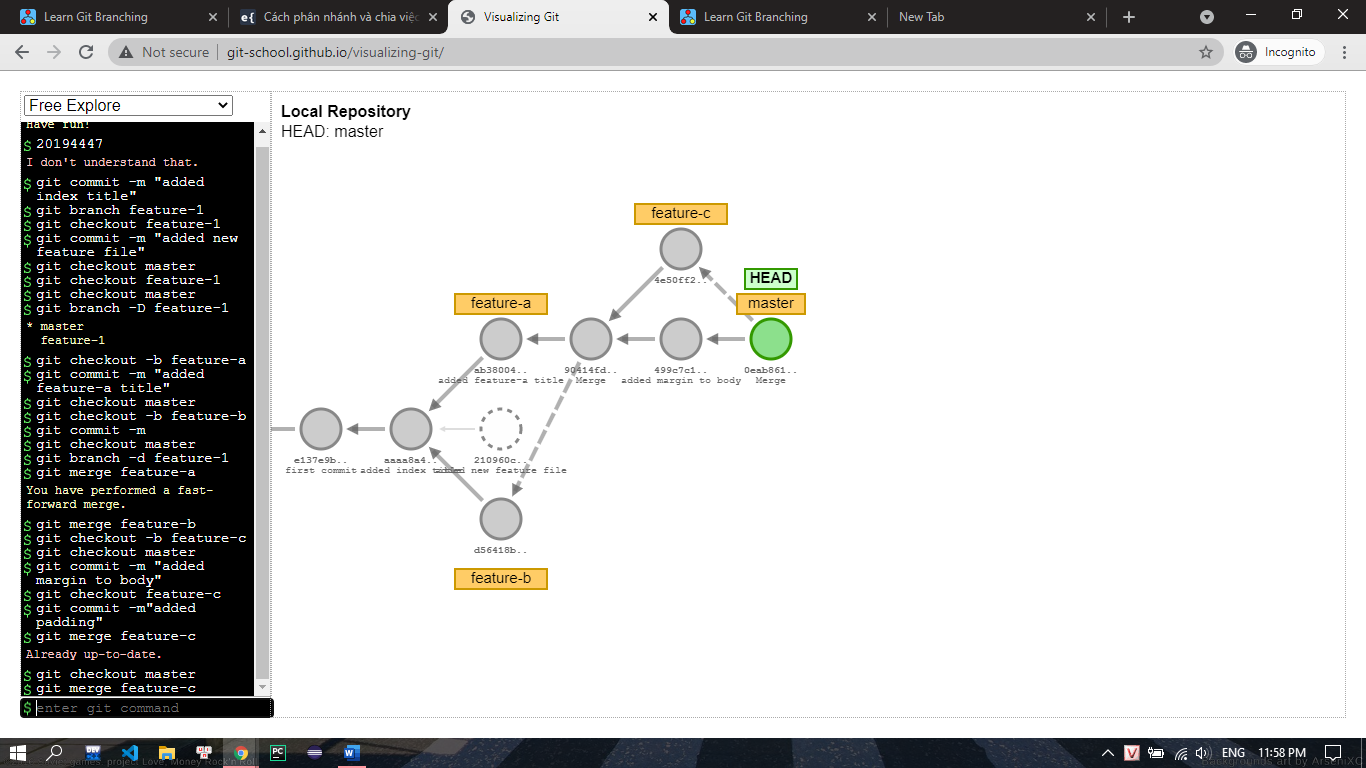 Learn Git Branching
Cách phân nhánh và chia việc
Visualizing Git
Learn Git Branching
New Tab
Not secure
git-school.github.io/visualizing-git/
Incognito
Free Explore
Have fun!
$ 20194447
I don't understand that.
$ git commit -m "added
index title"
$ git branch feature-1
$ git checkout feature-1
$ git commit -m "added new
feature file"
$ git checkout master
$ git checkout feature-1
$ git checkout master
$ git branch -D feature-1
* master
feature-1
$ git checkout -b feature-a
$ git commit -m "added
feature-a title"
$ git checkout master
$ git checkout -b feature-b
$ git commit -m
$ git checkout master
$ git branch -d feature-1
$ git merge feature-a
You have performed a fast-
forward merge.
$ git merge feature-b
$ git checkout -b feature-c
$ git checkout master
$ git commit -m "added
margin to body"
$ git checkout feature-c
$ git commit -m"added
padding"
$ git merge feature-c
Already up-to-date.
$ git checkout master
$ git merge feature-c
$ enter git command
Local Repository
HEAD: master
feature-c
4e50ff2..
HEAD
feature-a
master
ab38004..
added feature-a title
90414fd..
Merge
499c7c1..
added margin to body
0eab861..
Merge
e137e9b..
first commit
aaaa8a4..
added index title
210960c..
added new feature file
d56418b..
feature-b
ENG
11:58 PM